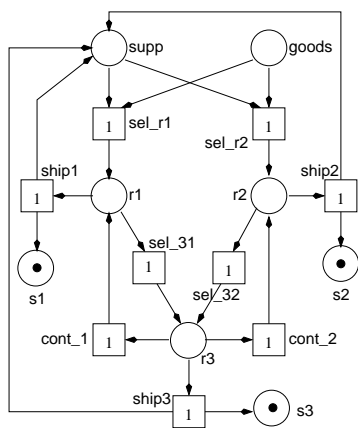 supp
goods
1
sel_r1
1
sel_r2
ship1
1
r1
r2
ship2
1
s1
sel_31
1
1
sel_32
s2
cont_1
1
r3
1
cont_2
ship3
1
s3